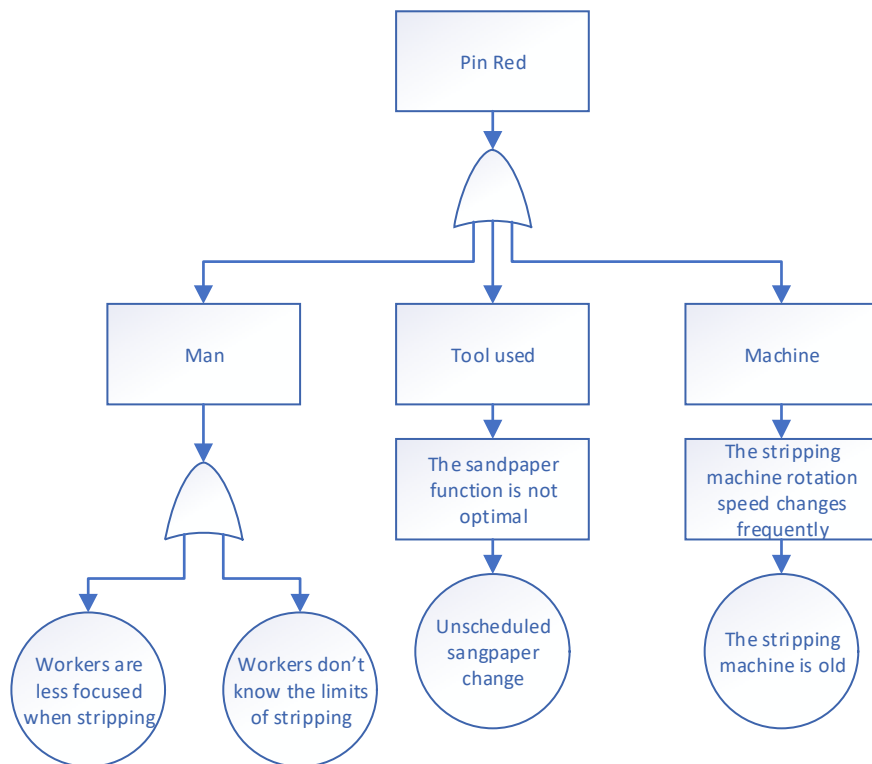 Pin Red
Man
Tool used
Machine
The sandpaper
function is not
optimal
The stripping
machine rotation
speed changes
frequently
Workers are
less focused
when stripping
Workers don’t
know the limits
of stripping
Unscheduled
sangpaper
change
The stripping
machine is old